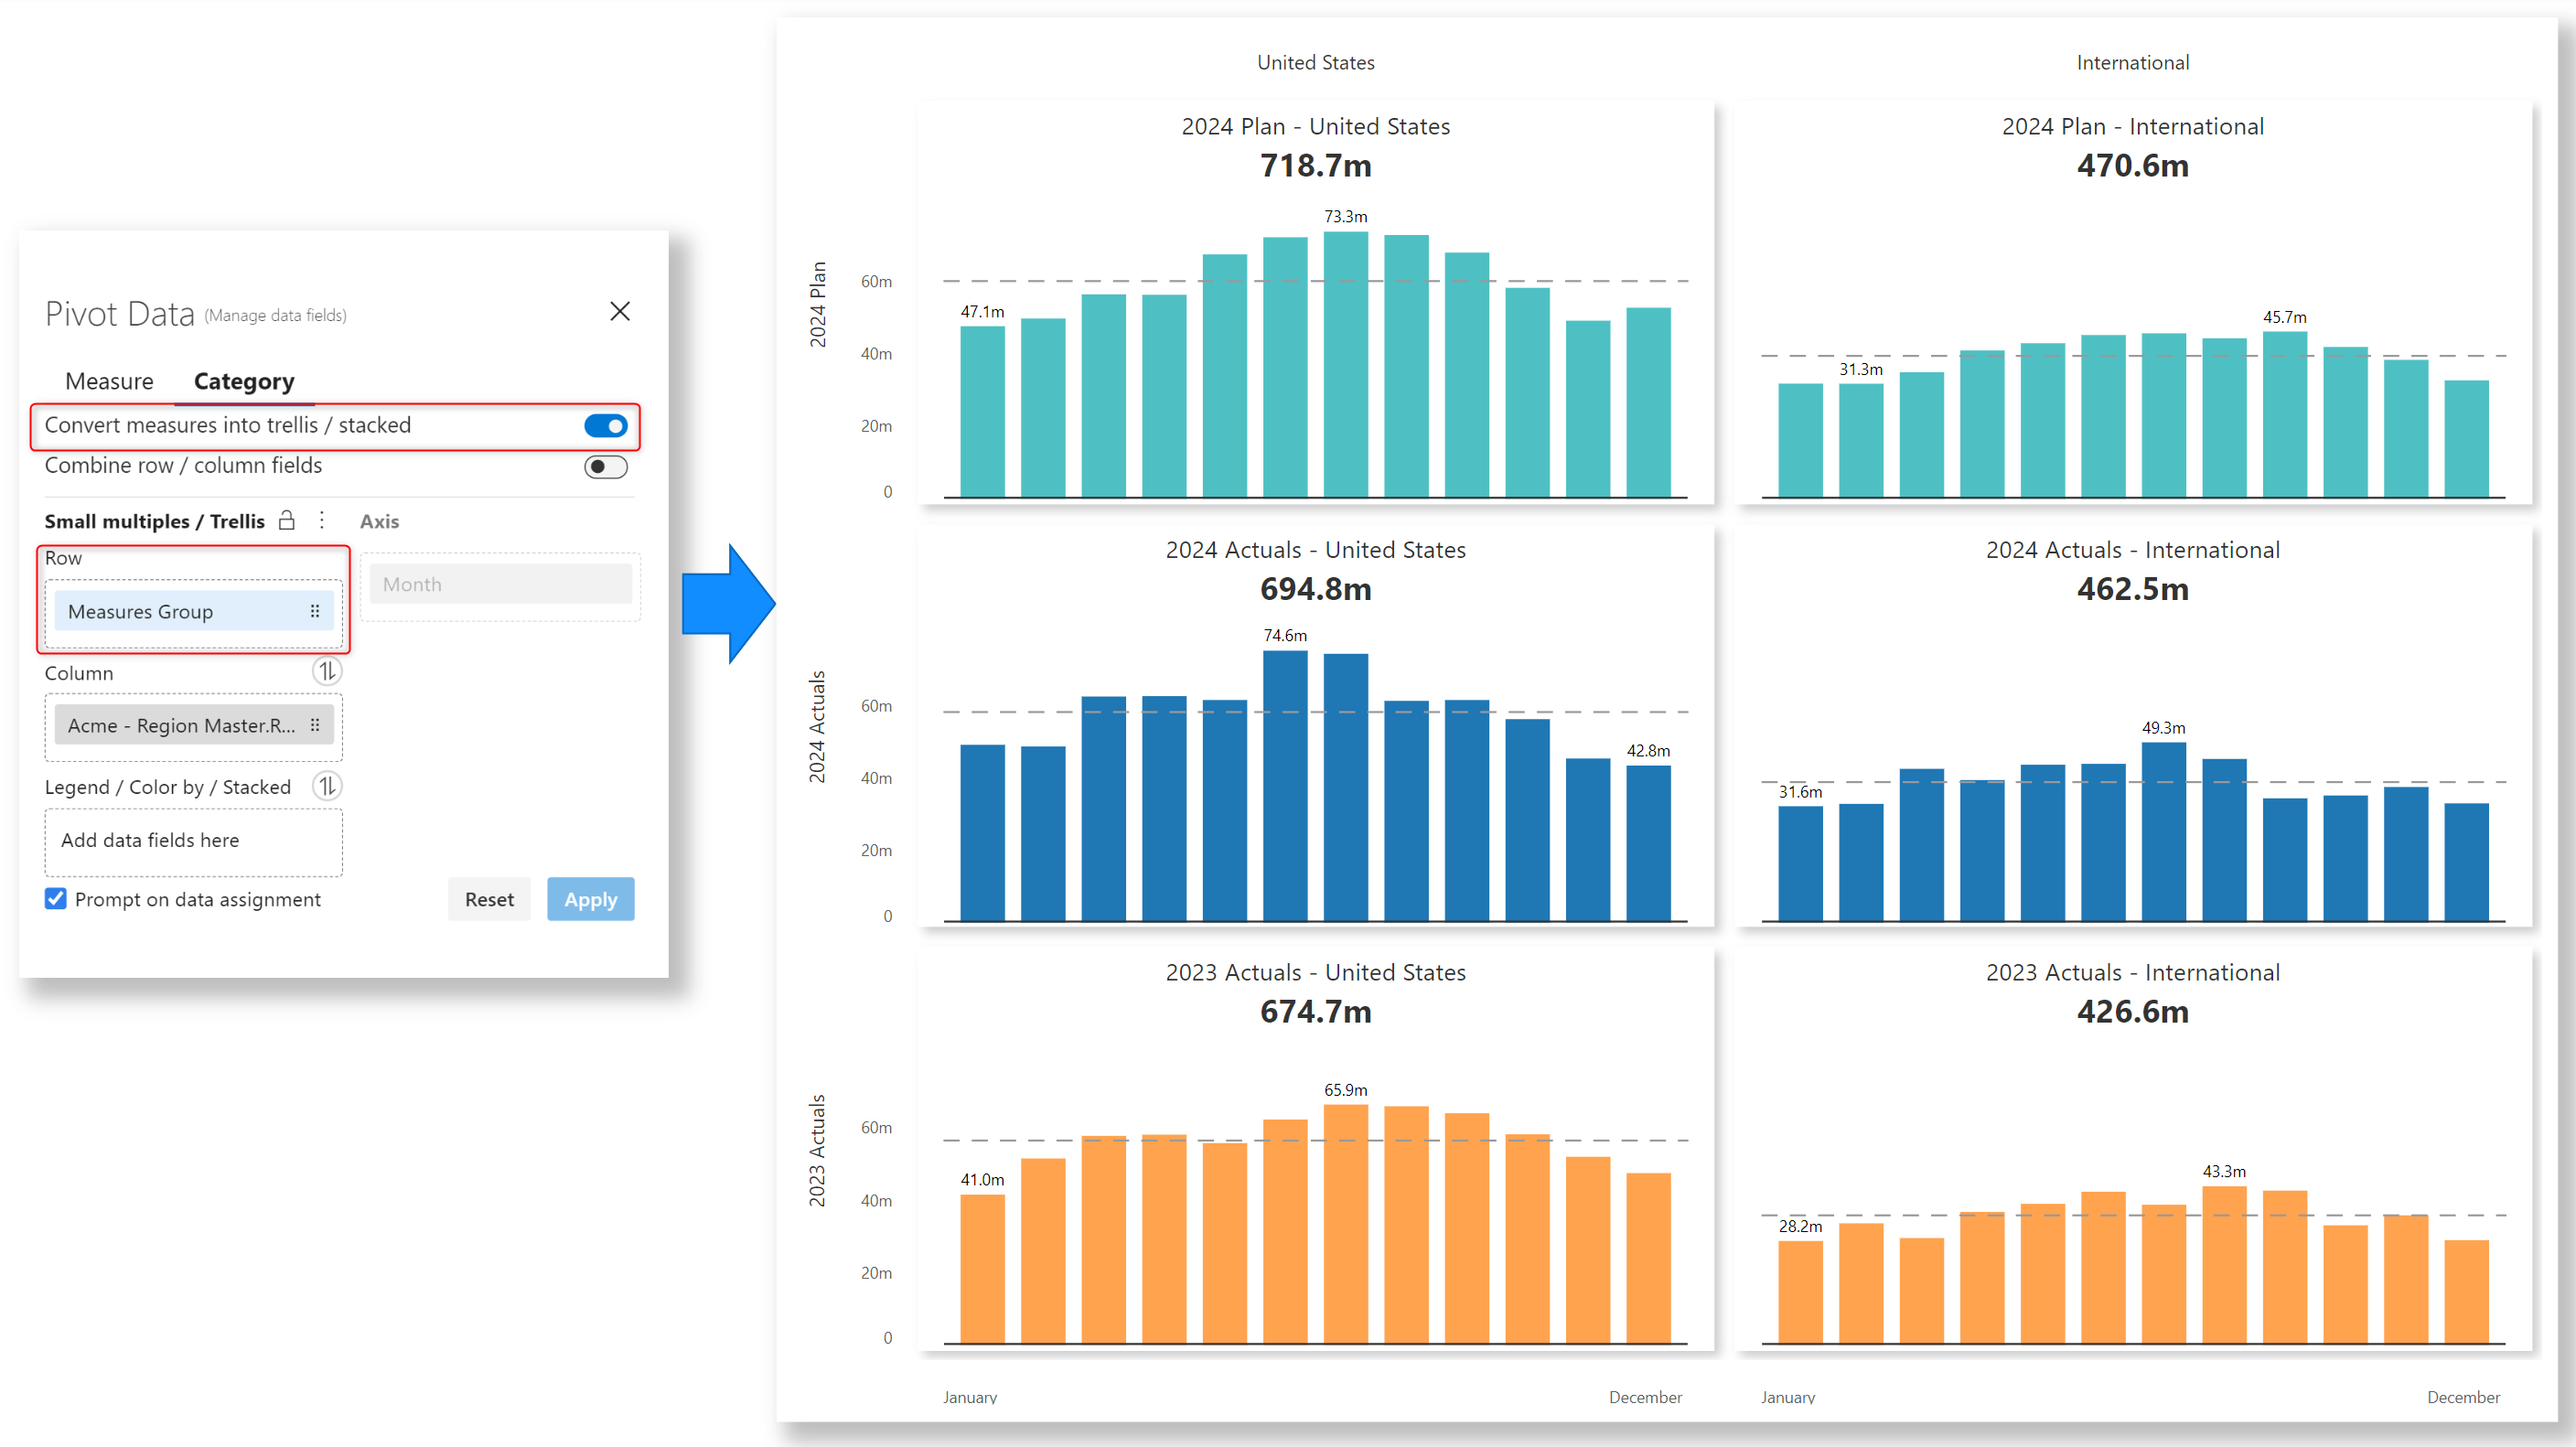 Pivot Data (Manage data fields)
Measure Category
Convert measures into trellis / stacked
Combine row / column fields
Small multiples / Trellis Axis
Row
Month
Measures Group
Column
Acme - Region Master.R...
Legend / Color by / Stacked
Add data fields here
Prompt on data assignment Reset Apply
United States International
2024 Plan
2024 Plan - United States
718.7m
73.3m
47.1m
60m
40m
20m
0
2024 Plan - International
470.6m
45.7m
31.3m
2024 Actuals
2024 Actuals - United States
694.8m
74.6m
42.8m
60m
40m
20m
0
2024 Actuals - International
462.5m
49.3m
31.6m
2023 Actuals
2023 Actuals - United States
674.7m
65.9m
41.0m
60m
40m
20m
0
2023 Actuals - International
426.6m
43.3m
28.2m
January December January December